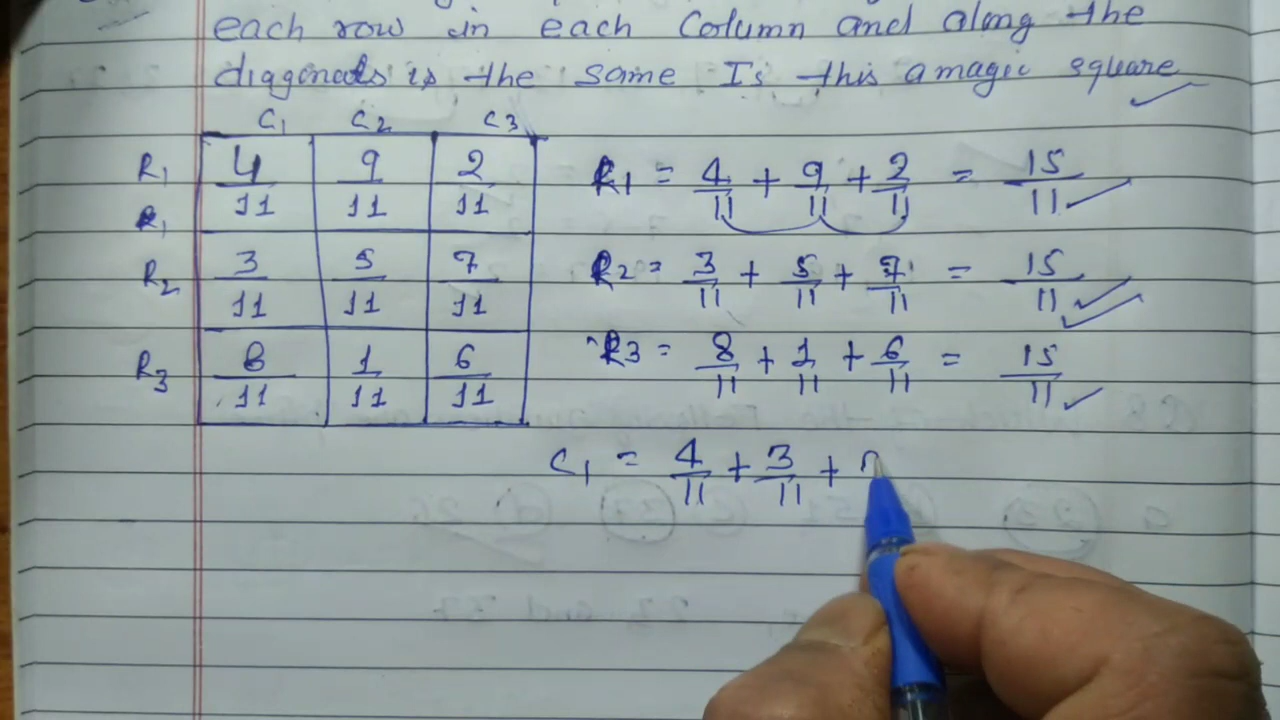 each row in each Column and along the
diagonals is the same Is this a magic square
C1 C2 C3
R1 4/11 9/11 2/11 R1 = 4/11 + 9/11 + 2/11 = 15/11
R1
R2 3/11 5/11 7/11 R2 = 3/11 + 5/11 + 7/11 = 15/11
R3 8/11 1/11 6/11 R3 = 8/11 + 1/11 + 6/11 = 15/11
C1 = 4/11 + 3/11 +